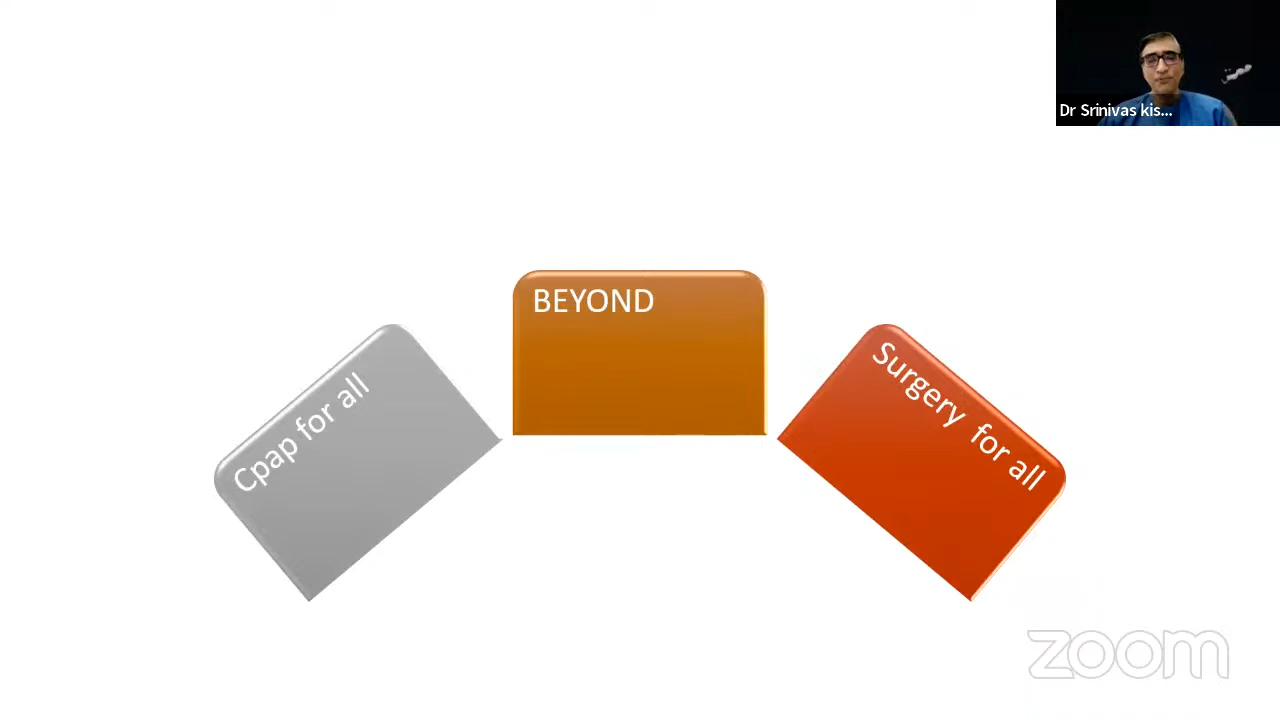 Dr Srinivas kis...
BEYOND
Cpap for all
Surgery for all
zoom